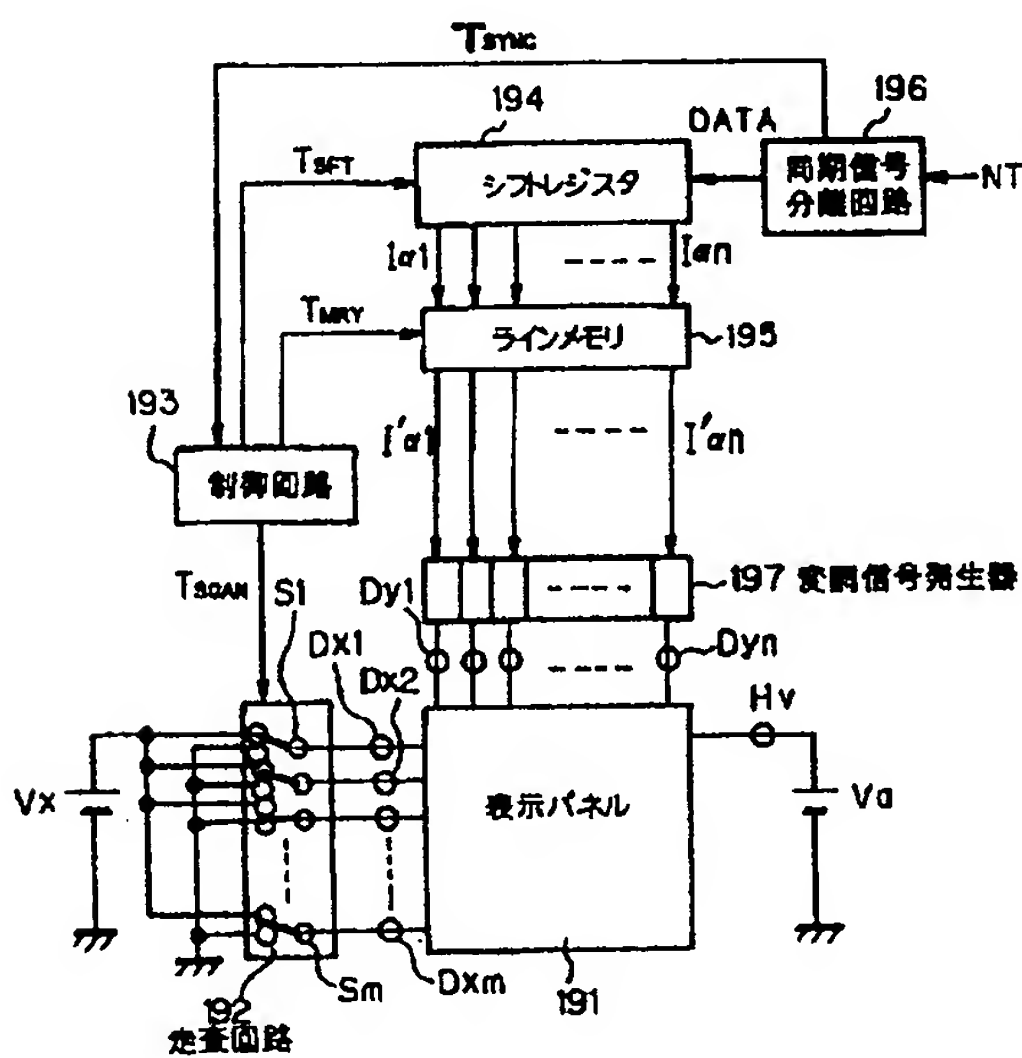 TSYNC
194
196
DATA
TSFT
シフトレジスタ
同期信号
分離回路
NT
Iα1
Iαn
TMRY
ラインメモリ
195
193
I'α1
I'αn
制御回路
TSCAN
S1
Dy1
197 変調信号発生器
Dx1
Dyn
Dx2
Hv
Vx
表示パネル
Va
Sm
Dxm
191
192
走査回路